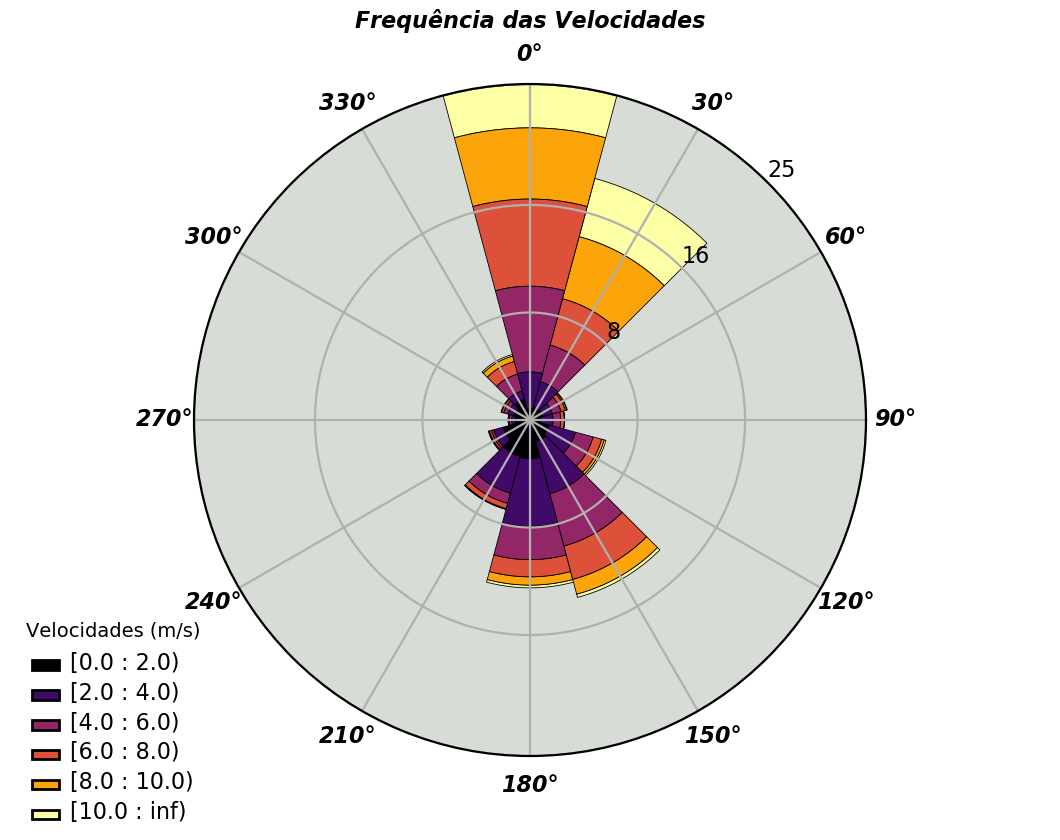 Frequência das Velocidades
0°
330°
30°
25
300°
60°
16
8
270°
90°
240°
120°
210°
150°
180°
Velocidades (m/s)
[0.0 : 2.0)
[2.0 : 4.0)
[4.0 : 6.0)
[6.0 : 8.0)
[8.0 : 10.0)
[10.0 : inf)